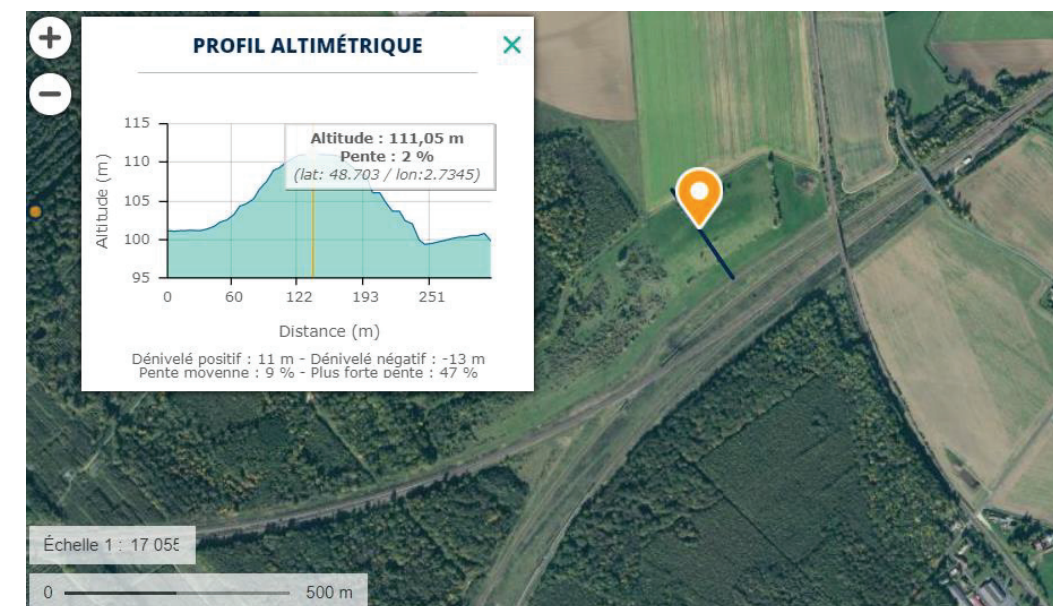 +
PROFIL ALTIMÉTRIQUE
×
−
115
Altitude : 111,05 m
Pente : 2 %
(lat: 48.703 / lon:2.7345)
110
105
100
95
Altitude (m)
0 60 122 193 251
Distance (m)
Dénivelé positif : 11 m - Dénivelé négatif : -13 m
Pente moyenne : 9 % - Plus forte pente : 47 %
Échelle 1 : 17 055
0 500 m